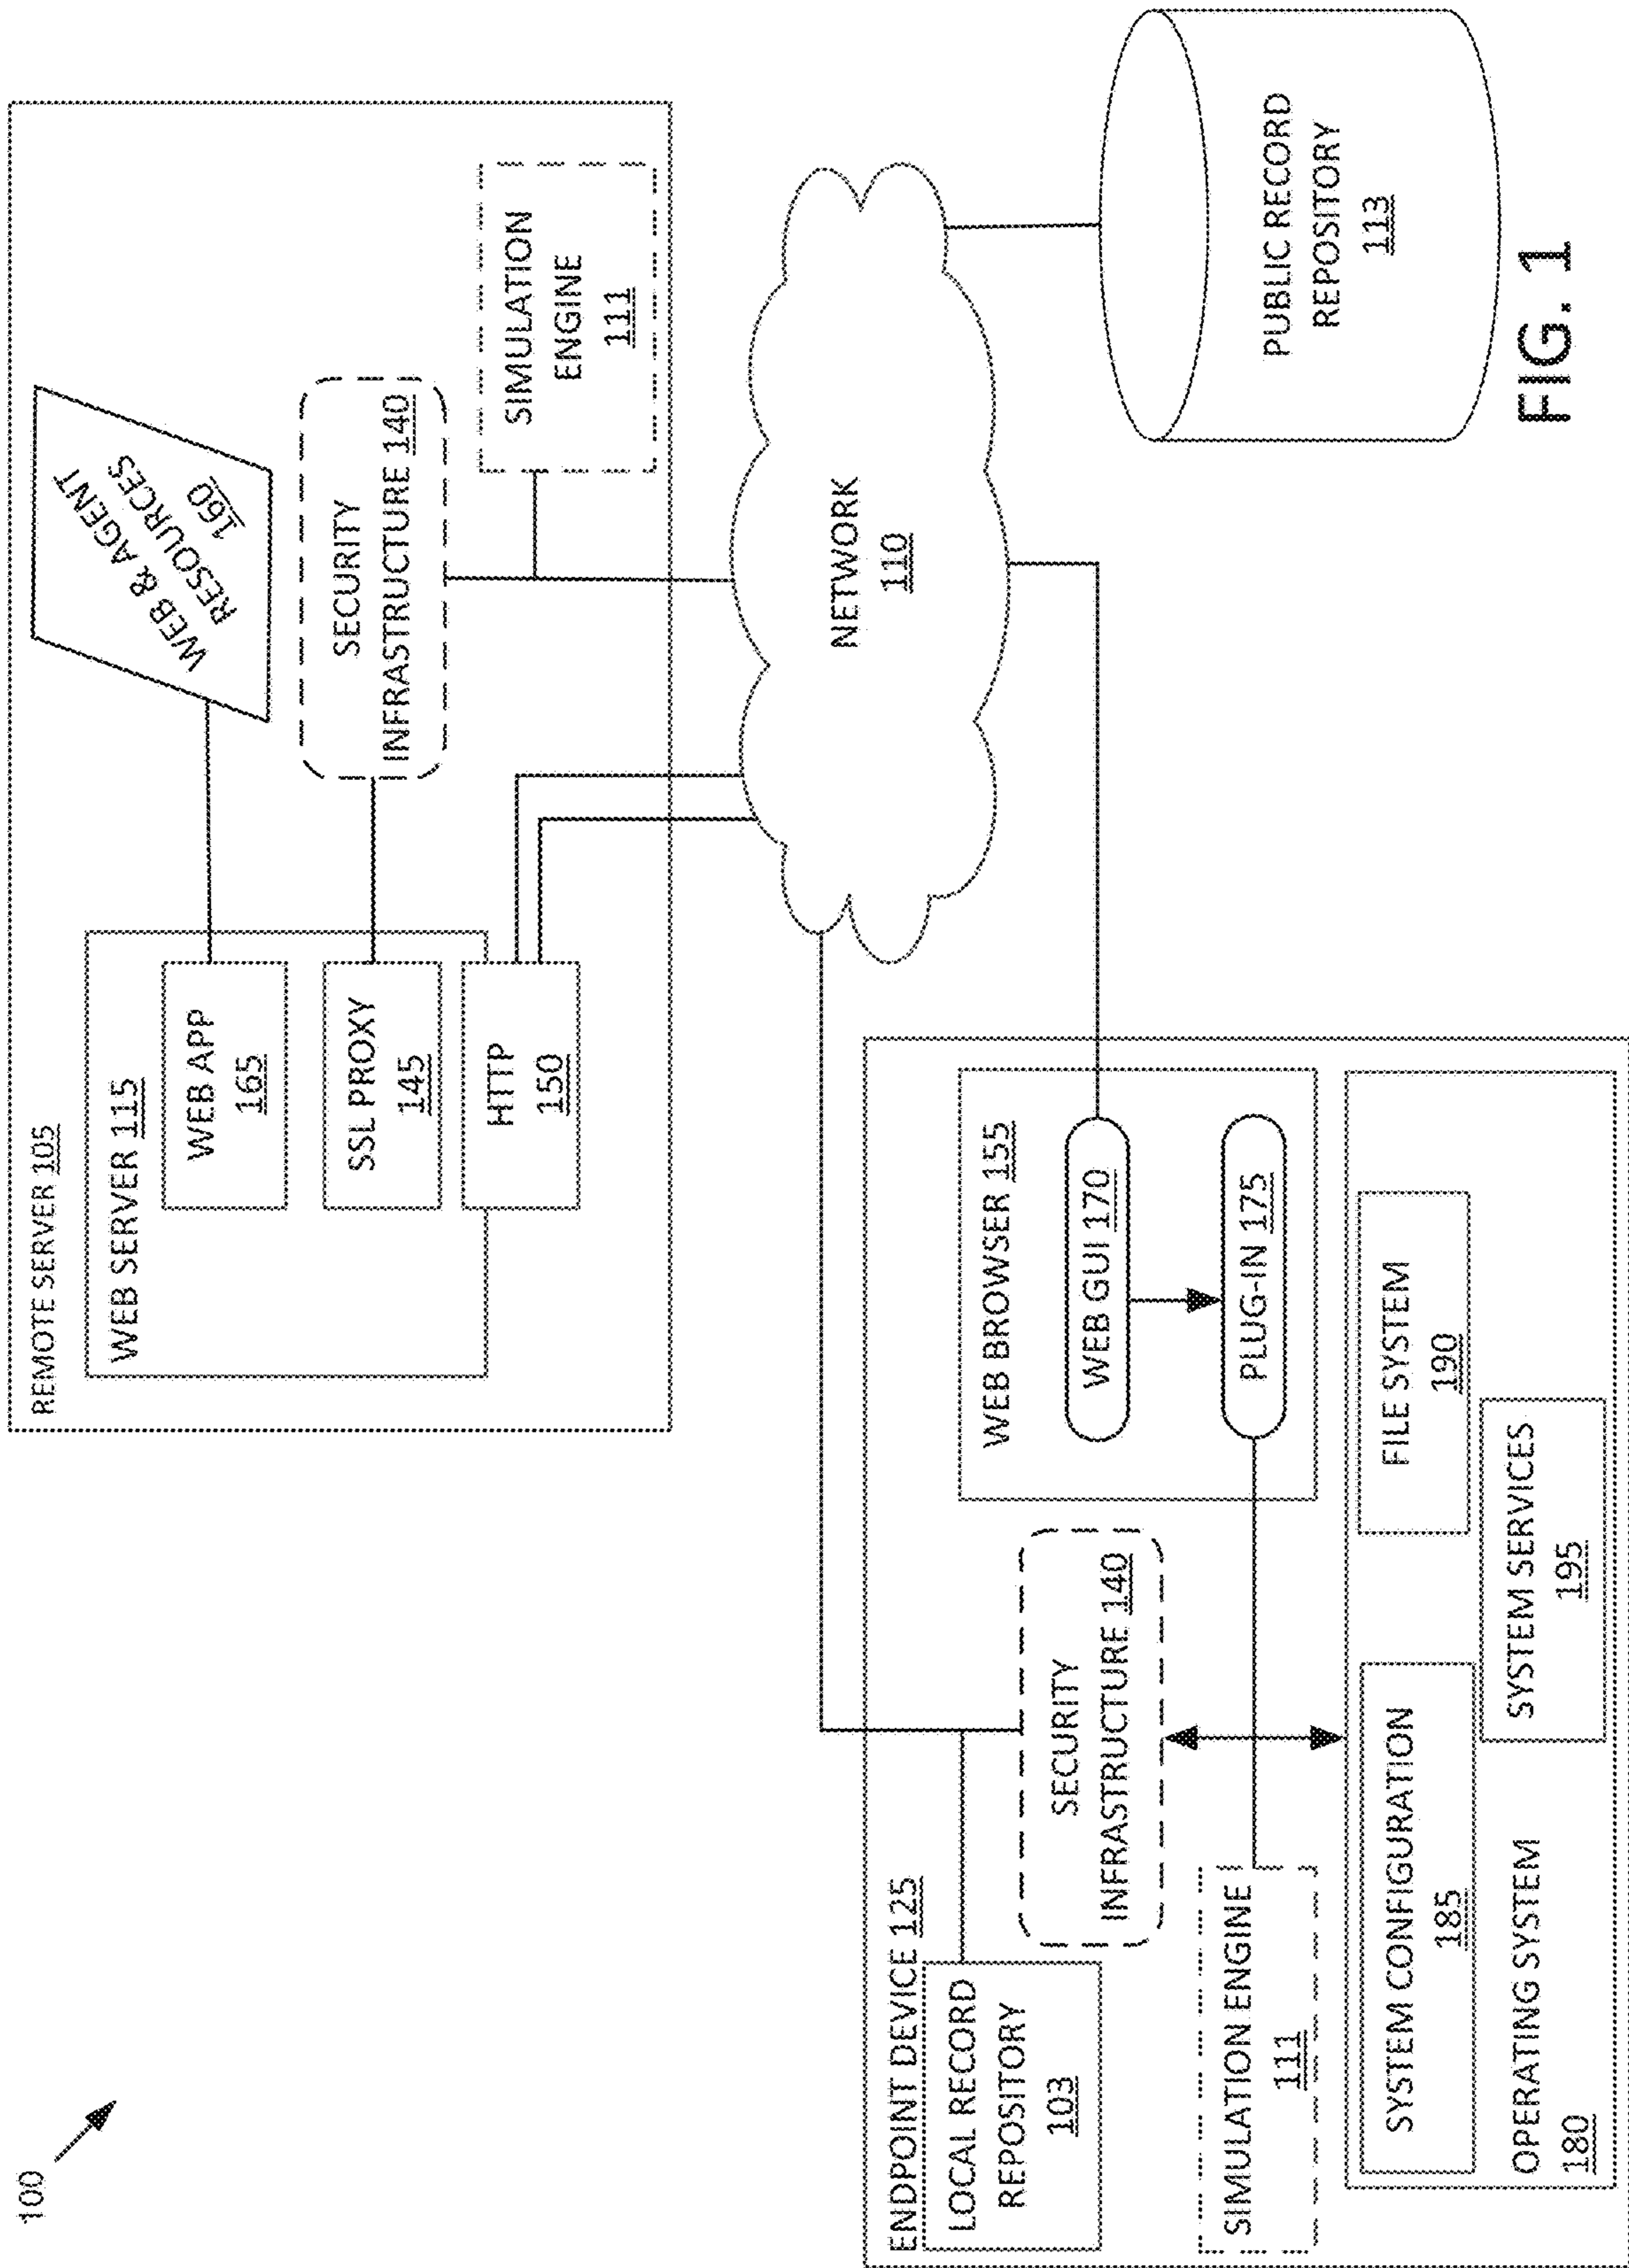 100
REMOTE SERVER 105
WEB SERVER 115
WEB APP
165
SSL PROXY
145
HTTP
150
WEB & AGENT
RESOURCES
160
SECURITY
INFRASTRUCTURE 140
SIMULATION
ENGINE
111
NETWORK
110
ENDPOINT DEVICE 125
LOCAL RECORD
REPOSITORY
103
SECURITY
INFRASTRUCTURE 140
SIMULATION ENGINE
111
WEB BROWSER 155
WEB GUI 170
PLUG-IN 175
SYSTEM CONFIGURATION
185
FILE SYSTEM
190
SYSTEM SERVICES
195
OPERATING SYSTEM
180
PUBLIC RECORD
REPOSITORY
113
FIG. 1